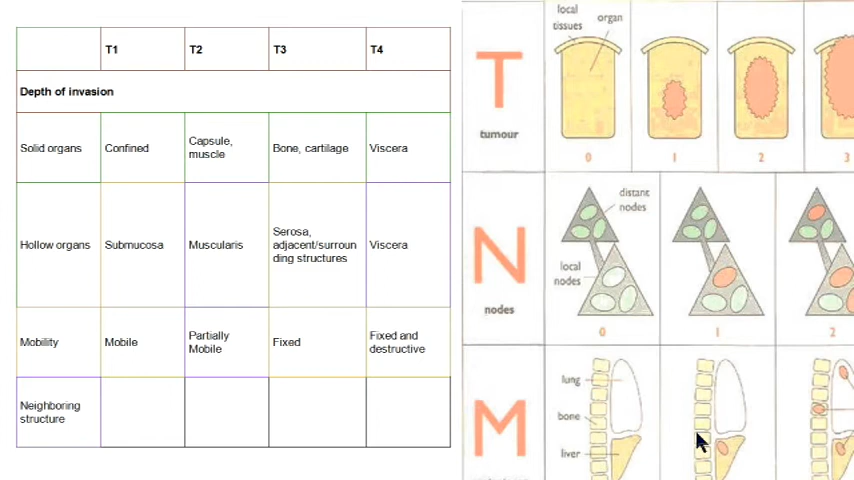 T1 T2 T3 T4
Depth of invasion
Solid organs
Confined
Capsule,
muscle
Bone, cartilage
Viscera
Hollow organs
Submucosa
Muscularis
Serosa,
adjacent/surroun
ding structures
Viscera
Mobility
Mobile
Partially
Mobile
Fixed
Fixed and
destructive
Neighboring
structure
T
tumour
local
tissues
organ
0 1 2 3
N
nodes
distant
nodes
local
nodes
0 1 2
M
lung
bone
liver